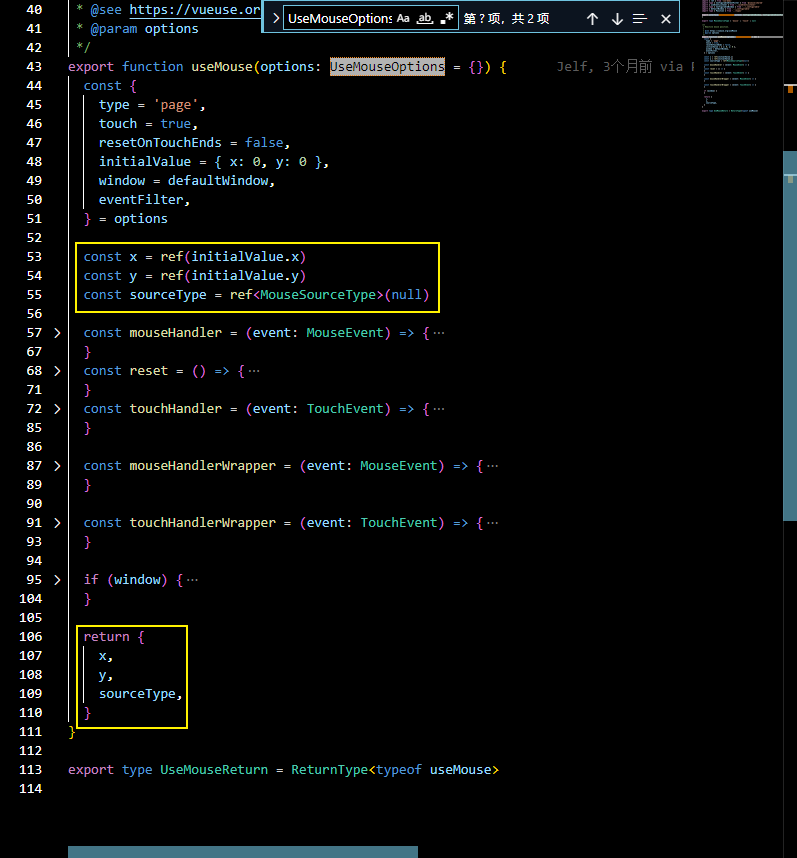 40 * @see https://vueuse.or
UseMouseOptions Aa ab .* 第 ? 项, 共 2 项
41 * @param options
42 */
43 export function useMouse(options: UseMouseOptions = {}) { Jelf, 3个月前 via
44 const {
45 type = 'page',
46 touch = true,
47 resetOnTouchEnds = false,
48 initialValue = { x: 0, y: 0 },
49 window = defaultWindow,
50 eventFilter,
51 } = options
52
53 const x = ref(initialValue.x)
54 const y = ref(initialValue.y)
55 const sourceType = ref<MouseSourceType>(null)
56
57 const mouseHandler = (event: MouseEvent) => { ⋯
67 }
68 const reset = () => { ⋯
71 }
72 const touchHandler = (event: TouchEvent) => { ⋯
85 }
86
87 const mouseHandlerWrapper = (event: MouseEvent) => { ⋯
89 }
90
91 const touchHandlerWrapper = (event: TouchEvent) => { ⋯
93 }
94
95 if (window) { ⋯
104 }
105
106 return {
107 x,
108 y,
109 sourceType,
110 }
111 }
112
113 export type UseMouseReturn = ReturnType<typeof useMouse>
114